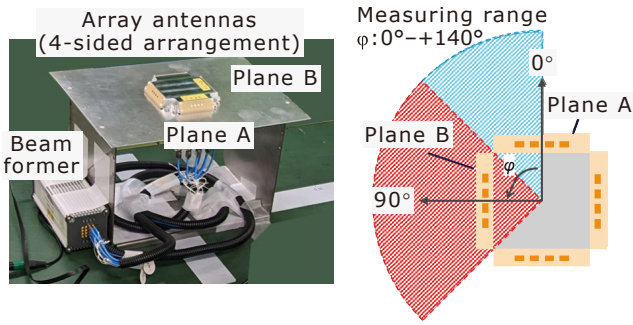 Array antennas
(4-sided arrangement)
Plane B
Plane A
Beam
former
Measuring range
φ:0°–+140°
0°
Plane A
Plane B
φ
90°